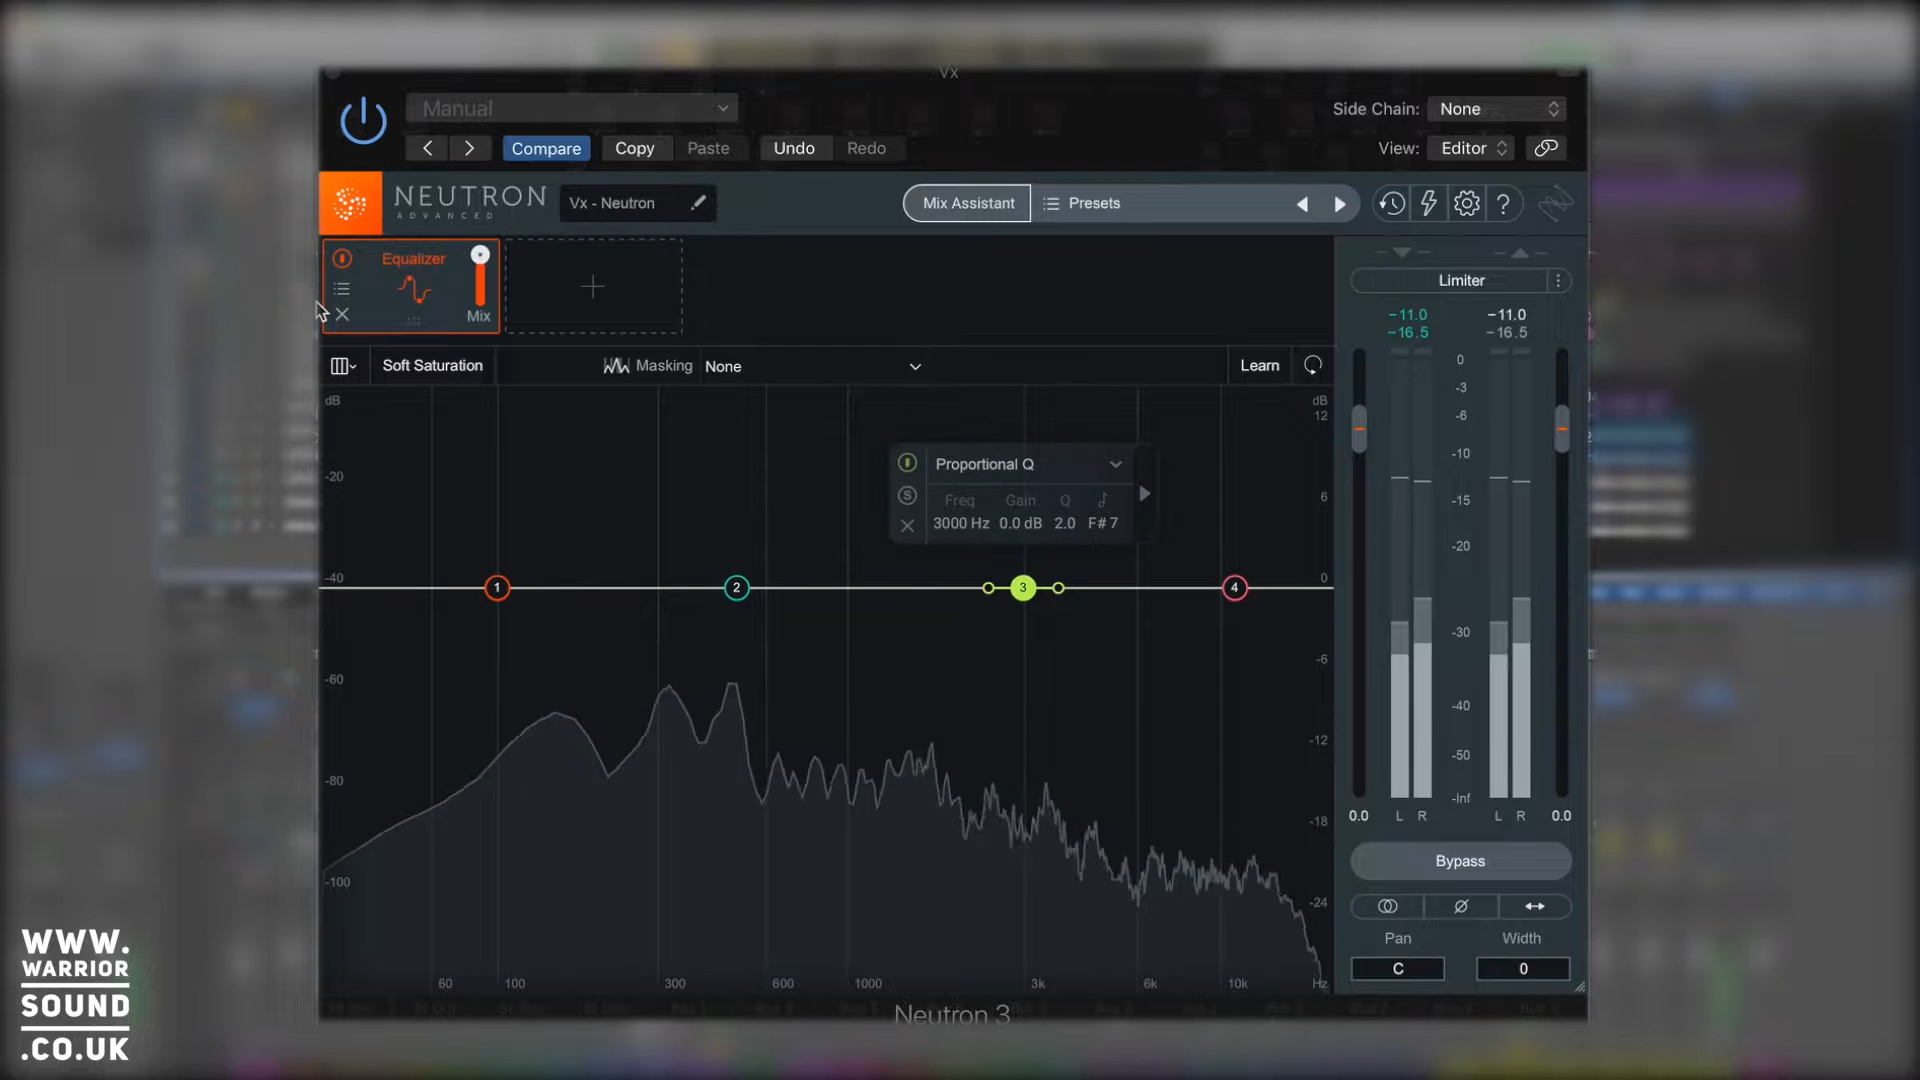 Vx
Manual
Side Chain: None
Compare Copy Paste Undo Redo
View: Editor
NEUTRON
ADVANCED
Vx - Neutron
Mix Assistant
Presets
?
Equalizer
Mix
Limiter
-11.0 -11.0
-16.5 -16.5
Soft Saturation
Masking None
Learn
dB
-20
-40
-60
-80
-100
Proportional Q
S
Freq Gain Q
3000 Hz 0.0 dB 2.0 F#7
1 2 3 4
dB
12
6
0
-6
-12
-18
-24
60 100 300 600 1000 3k 6k 10k Hz
0
-3
-6
-10
-15
-20
-30
-40
-50
-Inf
0.0 L R L R 0.0
Bypass
Pan Width
C 0
Neutron 3
WWW.
WARRIOR
SOUND
.CO.UK